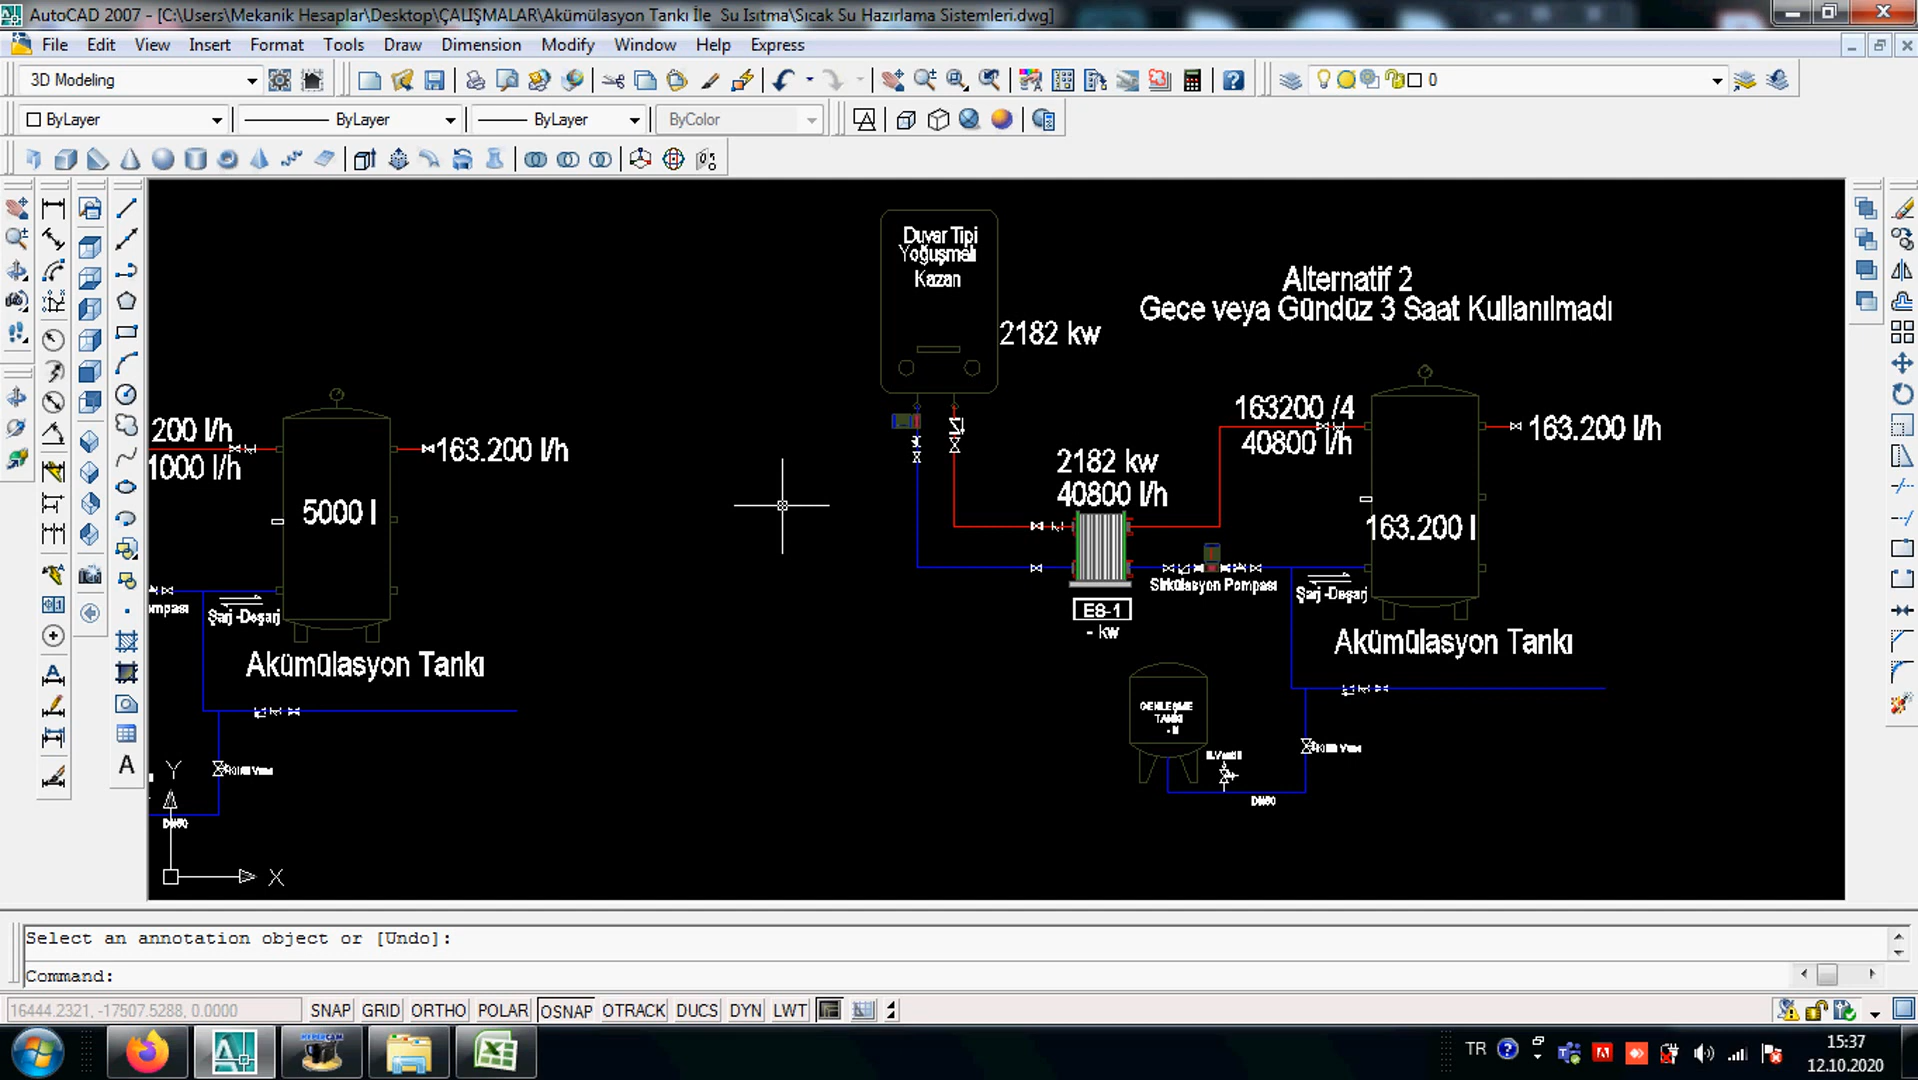 AutoCAD 2007 - [C:\Users\Mekanik Hesaplar\Desktop\ÇALIŞMALAR\Akümülasyon Tankı İle  Su Isıtma\Sıcak Su Hazırlama Sistemleri.dwg]
File Edit View Insert Format Tools Draw Dimension Modify Window Help Express
3D Modeling
0
ByLayer ByLayer ByLayer ByColor
Duvar Tipi
Yoğuşmalı
Kazan
2182 kw
Alternatif 2
Gece veya Gündüz 3 Saat Kullanılmadı
200 l/h
1000 l/h
163.200 l/h
5000 l
Şarj -Deşarj
Akümülasyon Tankı
DN50
2182 kw
40800 l/h
163200 /4
40800 l/h
163.200 l/h
163.200 l
Sirkülasyon Pompası
Şarj -Deşarj
E8-1
- kw
Akümülasyon Tankı
GENLEŞME
TANKI
DN50
Y
X
Select an annotation object or [Undo]:
Command:
16444.2321, -17507.5288, 0.0000
SNAP GRID ORTHO POLAR OSNAP OTRACK DUCS DYN LWT
TR
15:37
12.10.2020